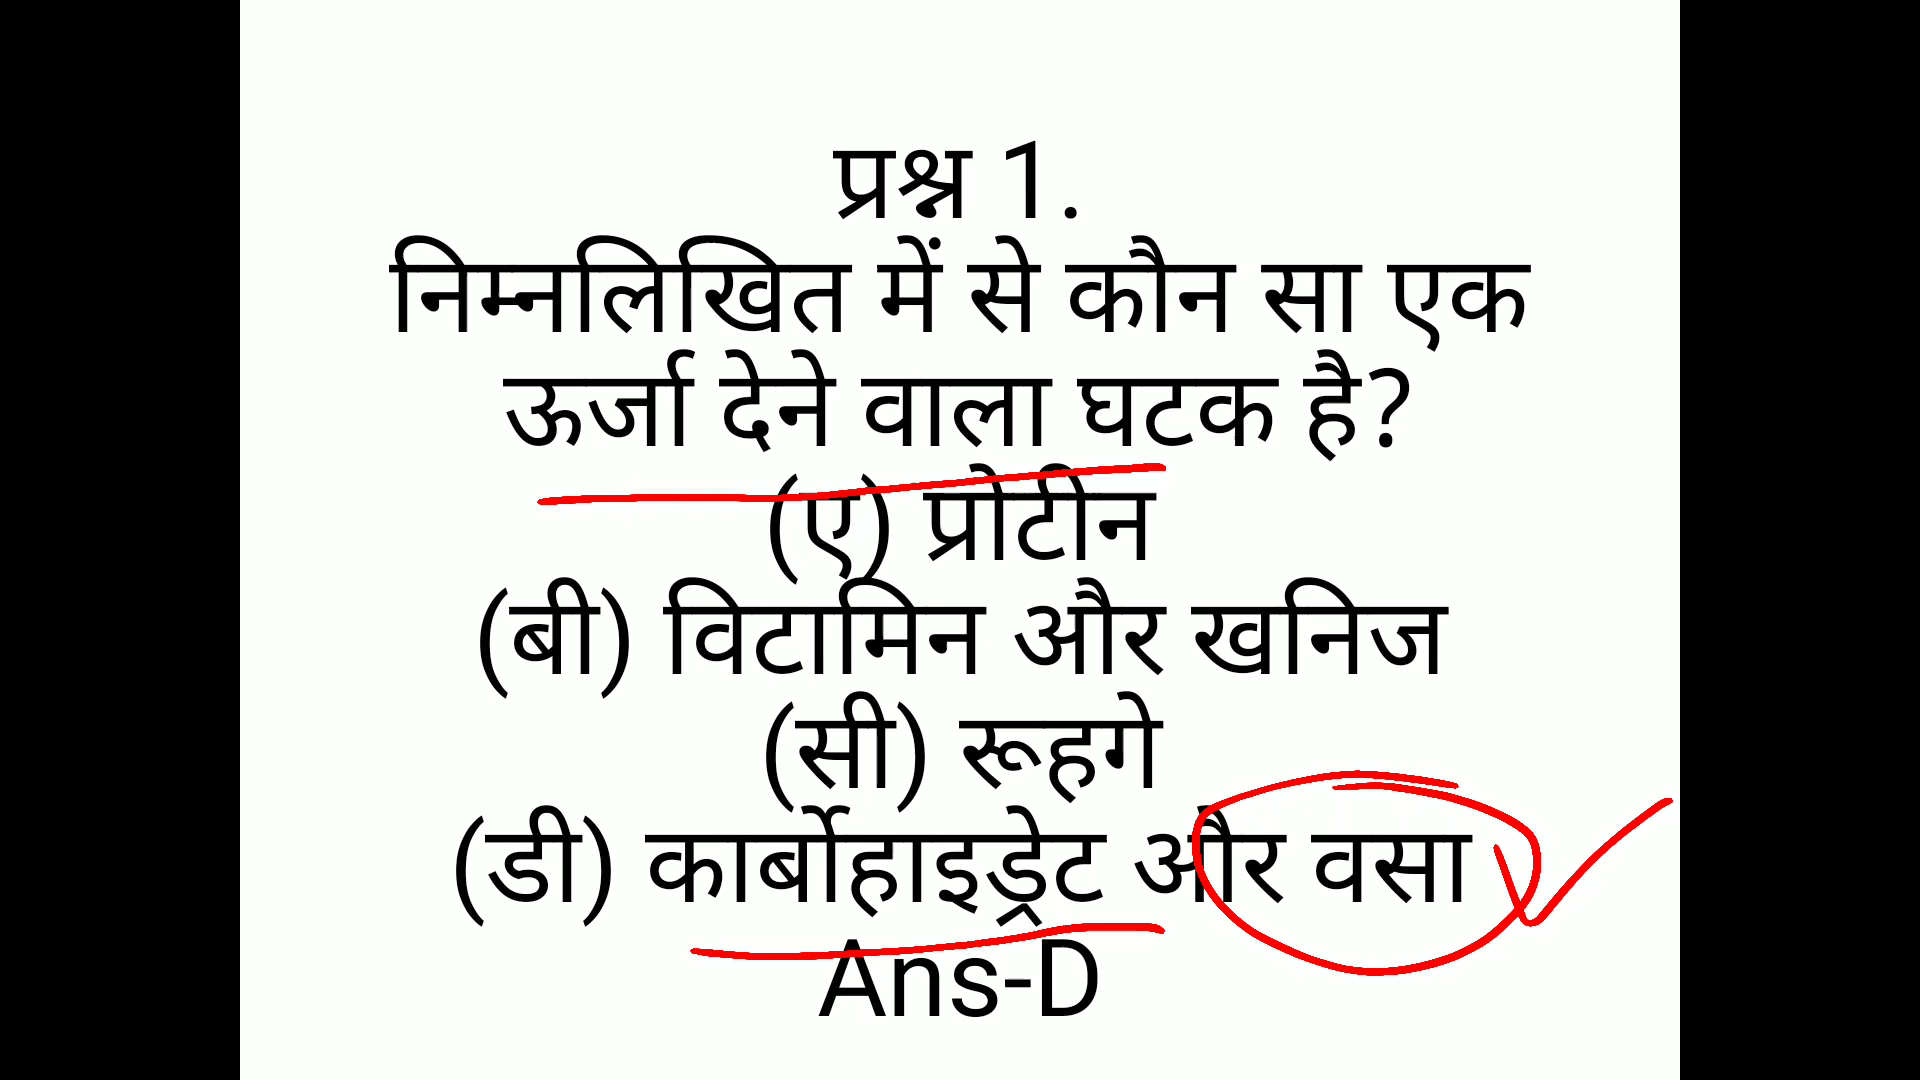 प्रश्न 1.
निम्नलिखित में से कौन सा एक
ऊर्जा देने वाला घटक है?
(ए) प्रोटीन
(बी) विटामिन और खनिज
(सी) रूहगे
(डी) कार्बोहाइड्रेट और वसा
Ans-D